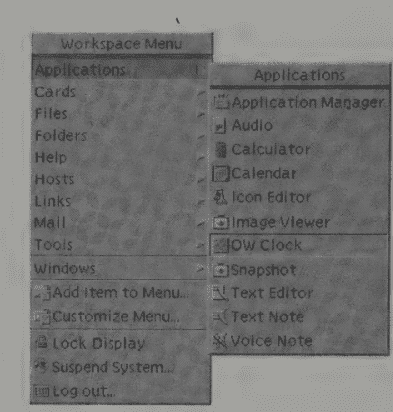 Workspace Menu
Applications
Cards
Files
Folders
Help
Hosts
Links
Mail
Tools
Windows
Add Item to Menu...
Customize Menu...
Lock Display
Suspend System...
Log out...
Applications
Application Manager
Audio
Calculator
Calendar
Icon Editor
Image Viewer
OW Clock
Snapshot
Text Editor
Text Note
Voice Note